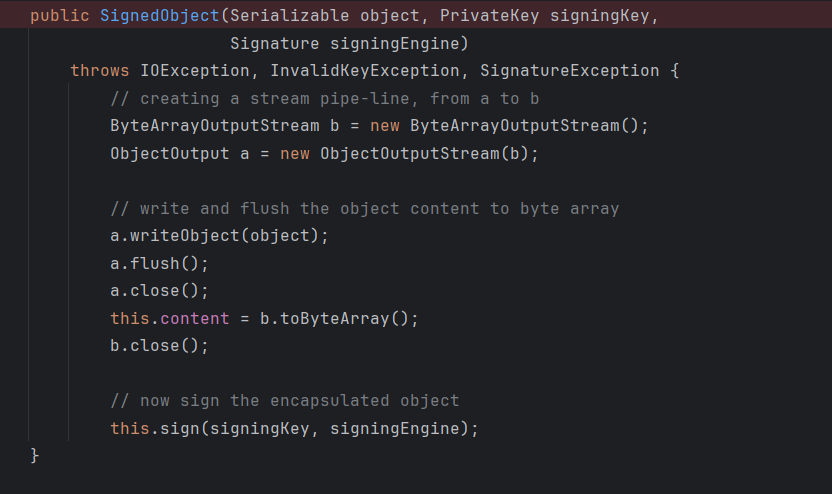 public SignedObject(Serializable object, PrivateKey signingKey,
                    Signature signingEngine)
    throws IOException, InvalidKeyException, SignatureException {
        // creating a stream pipe-line, from a to b
        ByteArrayOutputStream b = new ByteArrayOutputStream();
        ObjectOutput a = new ObjectOutputStream(b);

        // write and flush the object content to byte array
        a.writeObject(object);
        a.flush();
        a.close();
        this.content = b.toByteArray();
        b.close();

        // now sign the encapsulated object
        this.sign(signingKey, signingEngine);
}